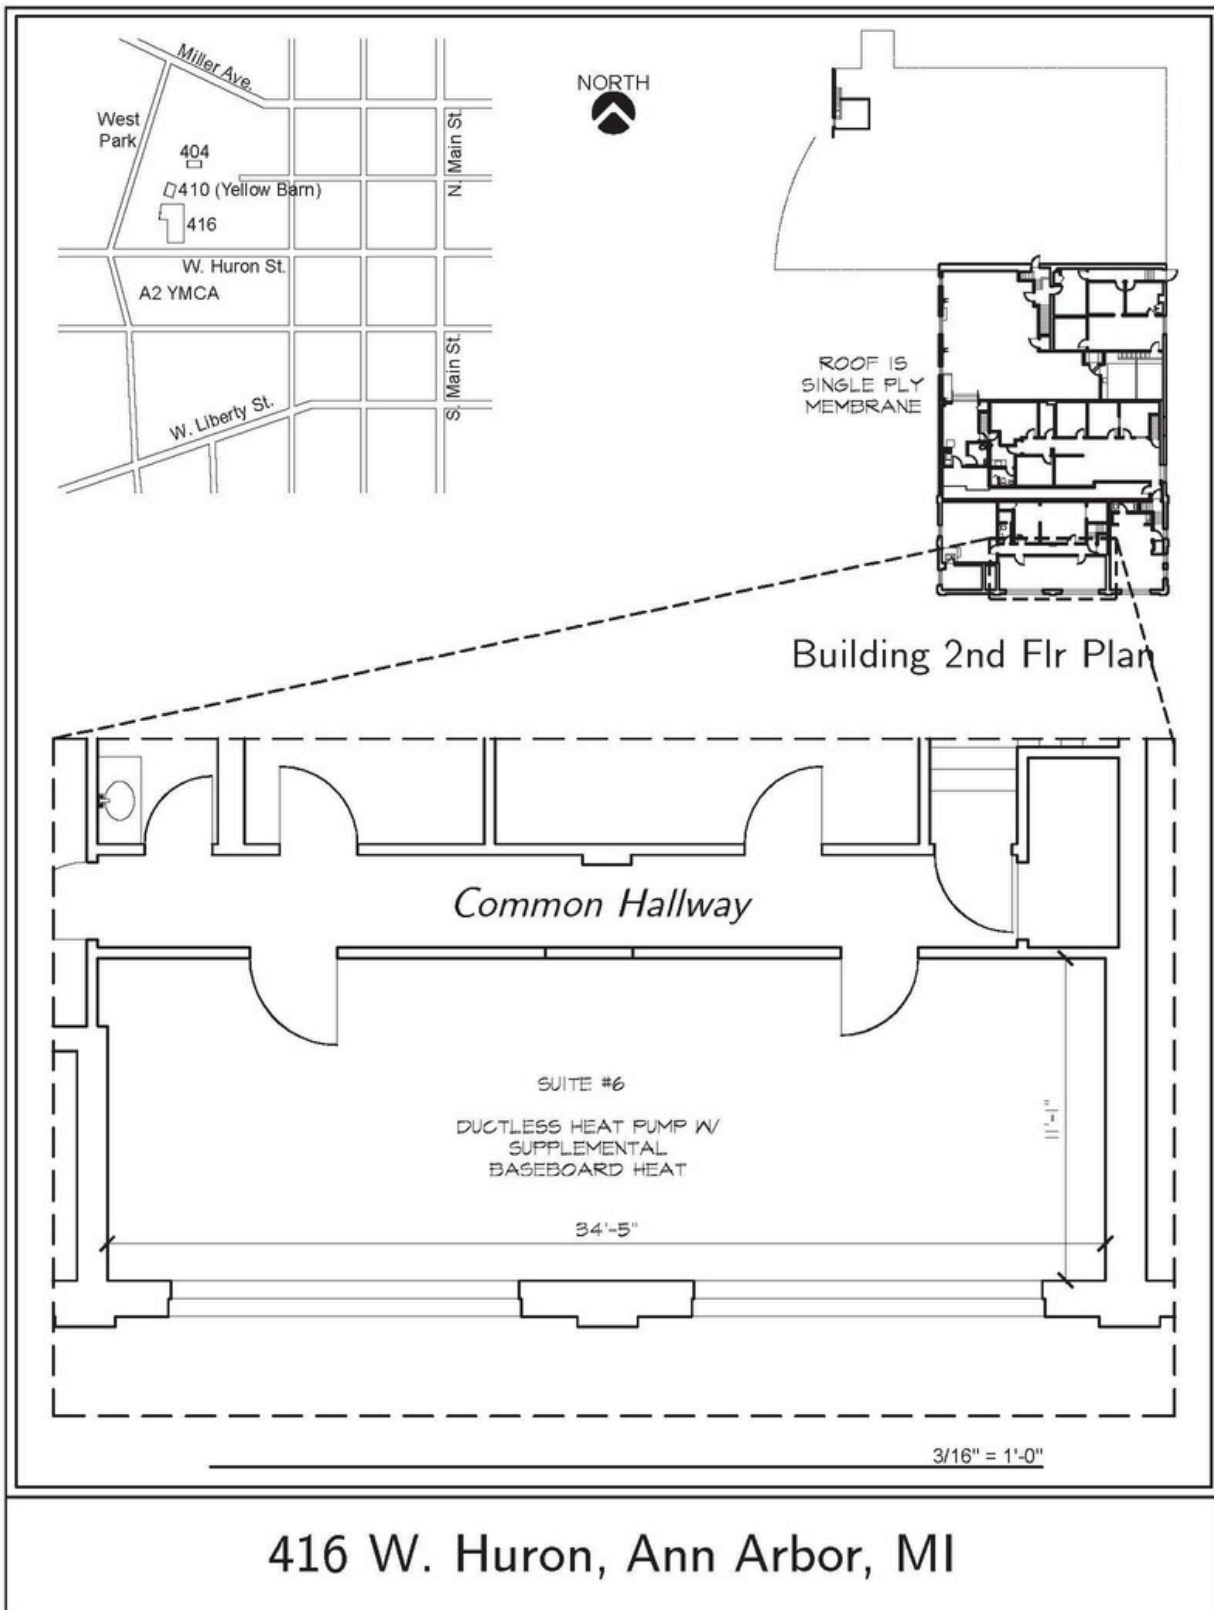 Miller Ave.
NORTH
West
Park
N. Main St.
404
410 (Yellow Barn)
416
W. Huron St.
A2 YMCA
S. Main St.
W. Liberty St.
ROOF IS
SINGLE PLY
MEMBRANE
Building 2nd Flr Plan
Common Hallway
SUITE #6
DUCTLESS HEAT PUMP W/
SUPPLEMENTAL
BASEBOARD HEAT
11'-1"
34'-5"
3/16" = 1'-0"
416 W. Huron, Ann Arbor, MI